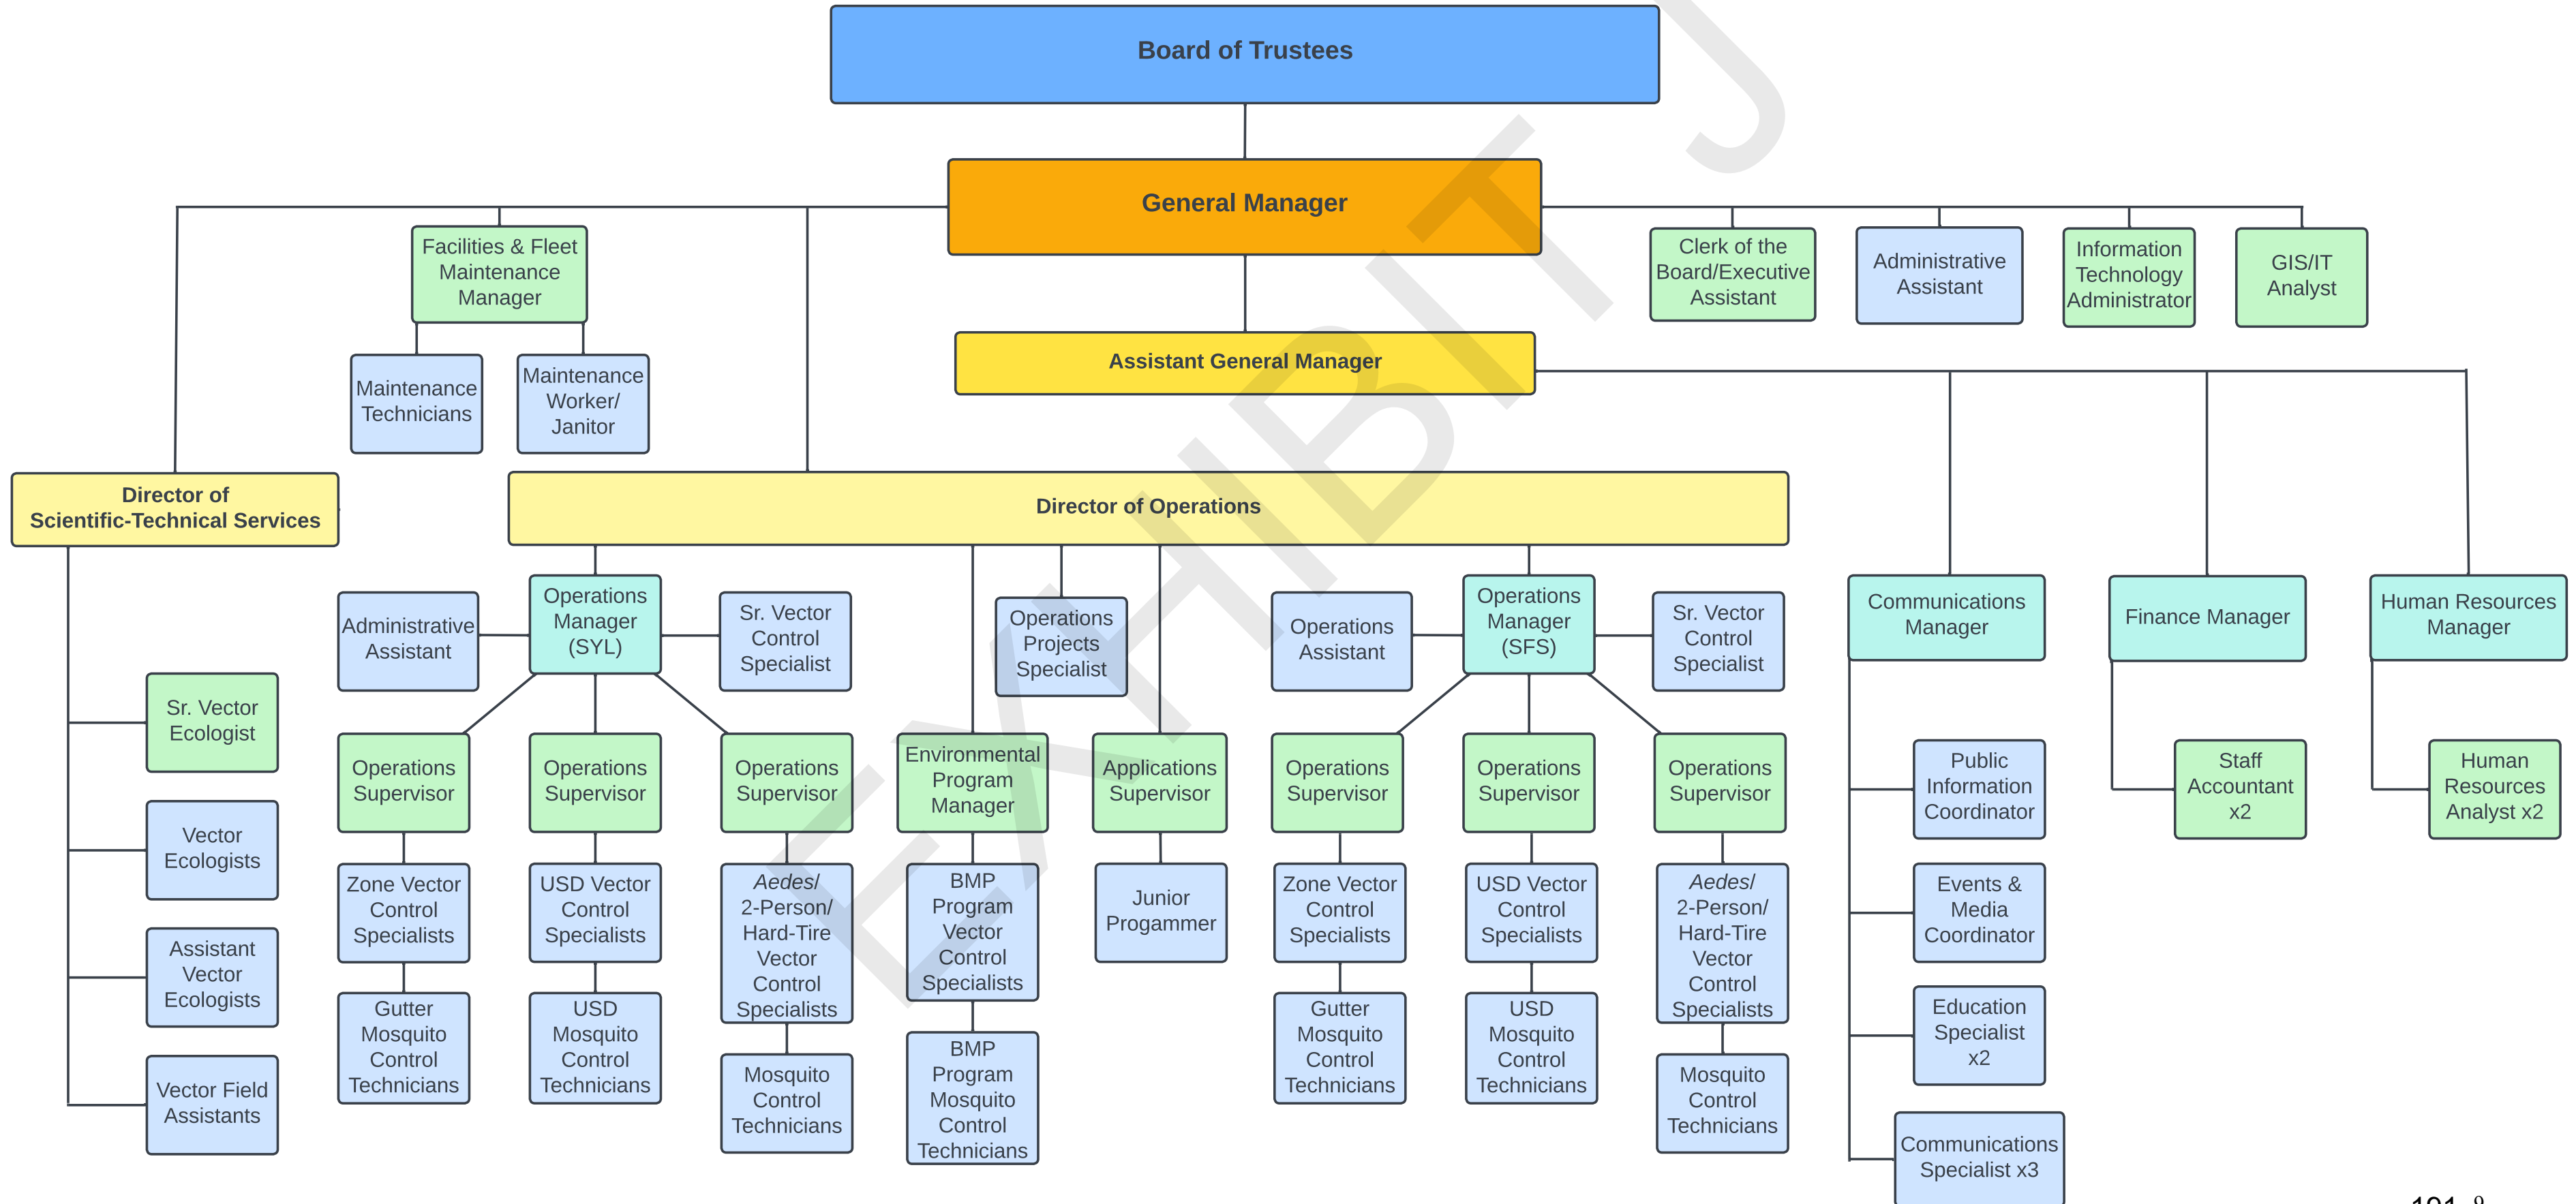 Board of Trustees
General Manager
Facilities & Fleet
Maintenance
Manager
Clerk of the
Board/Executive
Assistant
Administrative
Assistant
Information
Technology
Administrator
GIS/IT
Analyst
Maintenance
Technicians
Maintenance
Worker/
Janitor
Assistant General Manager
Director of
Scientific-Technical Services
Director of Operations
Administrative
Assistant
Operations
Manager
(SYL)
Sr. Vector
Control
Specialist
Operations
Projects
Specialist
Operations
Assistant
Operations
Manager
(SFS)
Sr. Vector
Control
Specialist
Communications
Manager
Finance Manager
Human Resources
Manager
Sr. Vector
Ecologist
Vector
Ecologists
Assistant
Vector
Ecologists
Vector Field
Assistants
Operations
Supervisor
Zone Vector
Control
Specialists
Gutter
Mosquito
Control
Technicians
Operations
Supervisor
USD Vector
Control
Specialists
USD
Mosquito
Control
Technicians
Operations
Supervisor
Aedes/
2-Person/
Hard-Tire
Vector
Control
Specialists
Mosquito
Control
Technicians
Environmental
Program
Manager
BMP
Program
Vector
Control
Specialists
BMP
Program
Mosquito
Control
Technicians
Applications
Supervisor
Junior
Progammer
Operations
Supervisor
Zone Vector
Control
Specialists
Gutter
Mosquito
Control
Technicians
Operations
Supervisor
USD Vector
Control
Specialists
USD
Mosquito
Control
Technicians
Operations
Supervisor
Aedes/
2-Person/
Hard-Tire
Vector
Control
Specialists
Mosquito
Control
Technicians
Public
Information
Coordinator
Events &
Media
Coordinator
Education
Specialist
x2
Communications
Specialist x3
Staff
Accountant
x2
Human
Resources
Analyst x2
EXHIBIT J